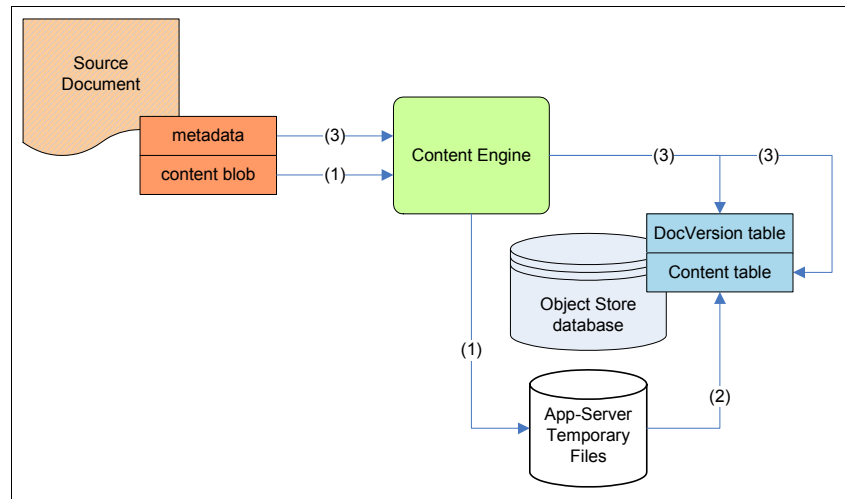 Source
Document
metadata
(3)
content blob
(1)
Content Engine
(3)
(3)
DocVersion table
Content table
Object Store
database
(1)
(2)
App-Server
Temporary
Files